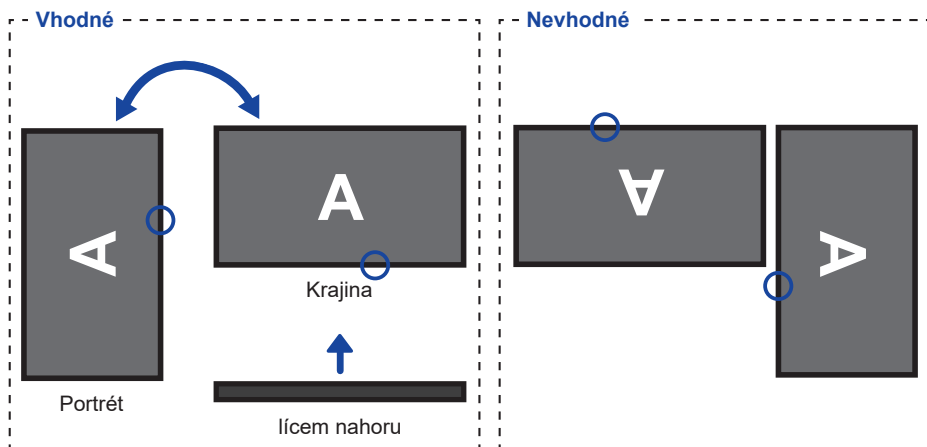 Vhodné
A
A
Krajina
Portrét
lícem nahoru
Nevhodné
A
A